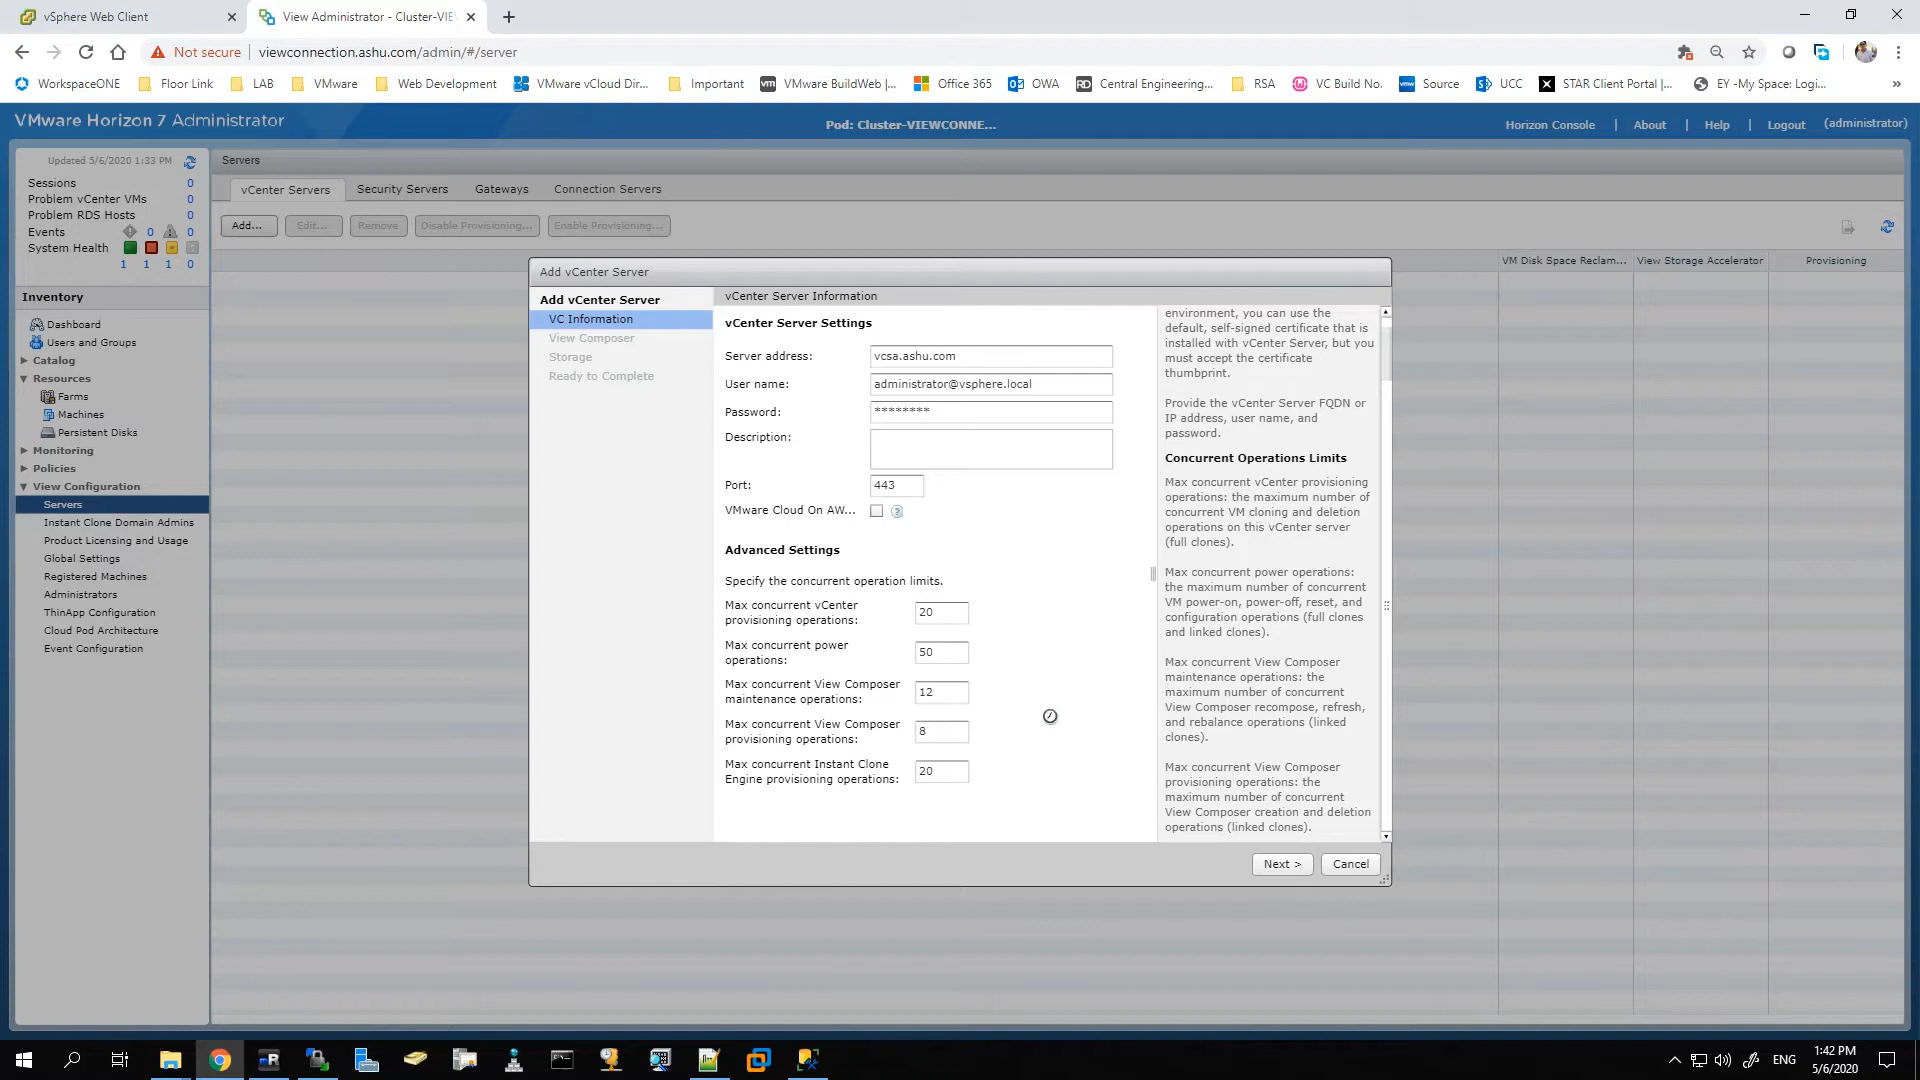 vSphere Web Client
View Administrator - Cluster-VIE
Not secure
viewconnection.ashu.com/admin/#/server
WorkspaceONE
Floor Link
LAB
VMware
Web Development
VMware vCloud Dir...
Important
VMware BuildWeb |...
Office 365
OWA
Central Engineering...
RSA
VC Build No.
Source
UCC
STAR Client Portal |...
EY -My Space: Logi...
VMware Horizon 7 Administrator
Pod: Cluster-VIEWCONNE...
Horizon Console | About | Help | Logout (administrator)
Updated 5/6/2020 1:33 PM
Sessions 0
Problem vCenter VMs 0
Problem RDS Hosts 0
Events 0 0
System Health
1 1 1 0
Inventory
Dashboard
Users and Groups
Catalog
Resources
Farms
Machines
Persistent Disks
Monitoring
Policies
View Configuration
Servers
Instant Clone Domain Admins
Product Licensing and Usage
Global Settings
Registered Machines
Administrators
ThinApp Configuration
Cloud Pod Architecture
Event Configuration
Servers
vCenter Servers
Security Servers
Gateways
Connection Servers
Add...
Edit...
Remove
Disable Provisioning...
Enable Provisioning...
VM Disk Space Reclam...
View Storage Accelerator
Provisioning
Add vCenter Server
Add vCenter Server
VC Information
View Composer
Storage
Ready to Complete
vCenter Server Information
vCenter Server Settings
Server address: vcsa.ashu.com
User name: administrator@vsphere.local
Password: ********
Description:
Port: 443
VMware Cloud On AW... ?
Advanced Settings
Specify the concurrent operation limits.
Max concurrent vCenter
provisioning operations: 20
Max concurrent power
operations: 50
Max concurrent View Composer
maintenance operations: 12
Max concurrent View Composer
provisioning operations: 8
Max concurrent Instant Clone
Engine provisioning operations: 20
environment, you can use the
default, self-signed certificate that is
installed with vCenter Server, but you
must accept the certificate
thumbprint.
Provide the vCenter Server FQDN or
IP address, user name, and
password.
Concurrent Operations Limits
Max concurrent vCenter provisioning
operations: the maximum number of
concurrent VM cloning and deletion
operations on this vCenter server
(full clones).
Max concurrent power operations:
the maximum number of concurrent
VM power-on, power-off, reset, and
configuration operations (full clones
and linked clones).
Max concurrent View Composer
maintenance operations: the
maximum number of concurrent
View Composer recompose, refresh,
and rebalance operations (linked
clones).
Max concurrent View Composer
provisioning operations: the
maximum number of concurrent
View Composer creation and deletion
operations (linked clones).
Next >
Cancel
ENG
1:42 PM
5/6/2020